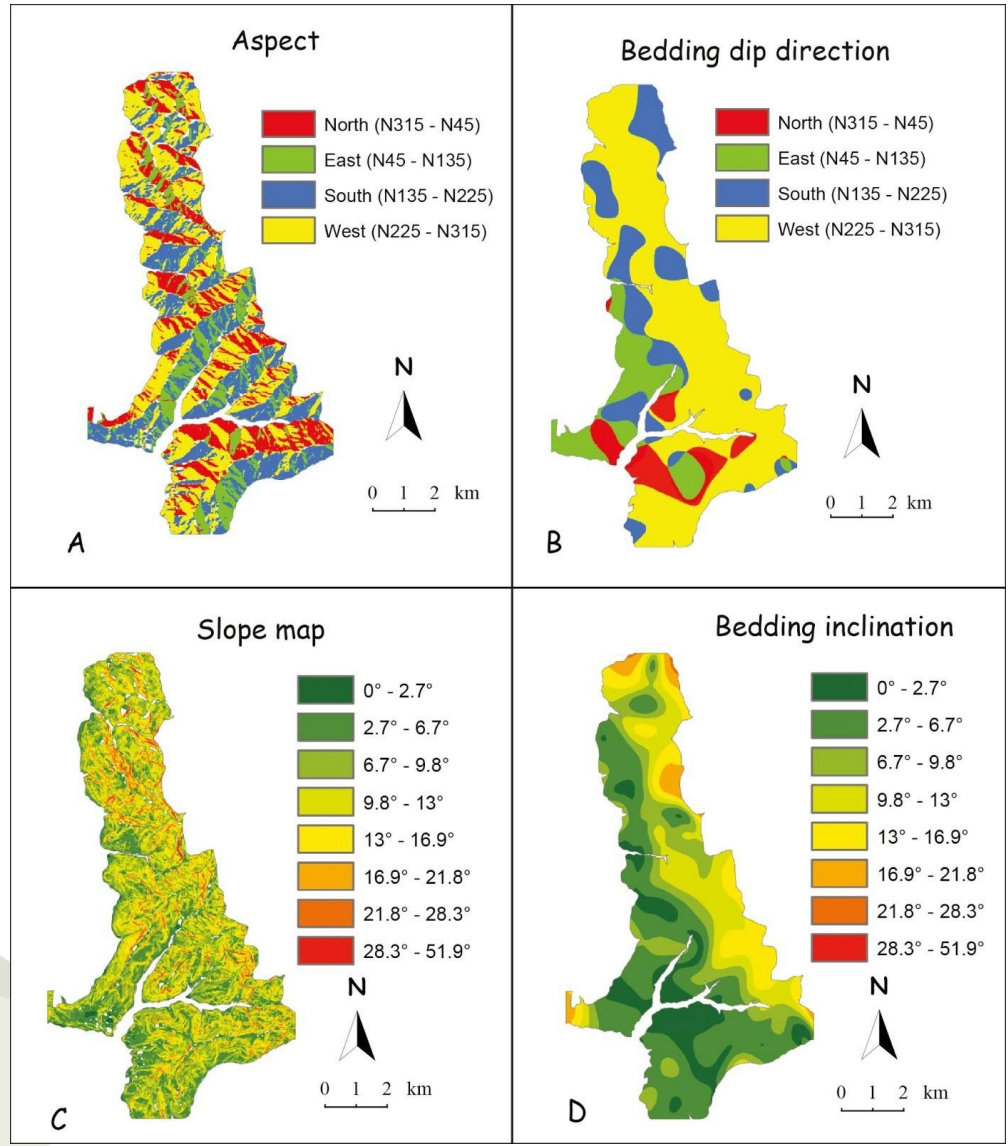 Aspect
North (N315 - N45)
East (N45 - N135)
South (N135 - N225)
West (N225 - N315)
N
0 1 2 km
A
Bedding dip direction
North (N315 - N45)
East (N45 - N135)
South (N135 - N225)
West (N225 - N315)
N
0 1 2 km
B
Slope map
0° - 2.7°
2.7° - 6.7°
6.7° - 9.8°
9.8° - 13°
13° - 16.9°
16.9° - 21.8°
21.8° - 28.3°
28.3° - 51.9°
N
0 1 2 km
C
Bedding inclination
0° - 2.7°
2.7° - 6.7°
6.7° - 9.8°
9.8° - 13°
13° - 16.9°
16.9° - 21.8°
21.8° - 28.3°
28.3° - 51.9°
N
0 1 2 km
D